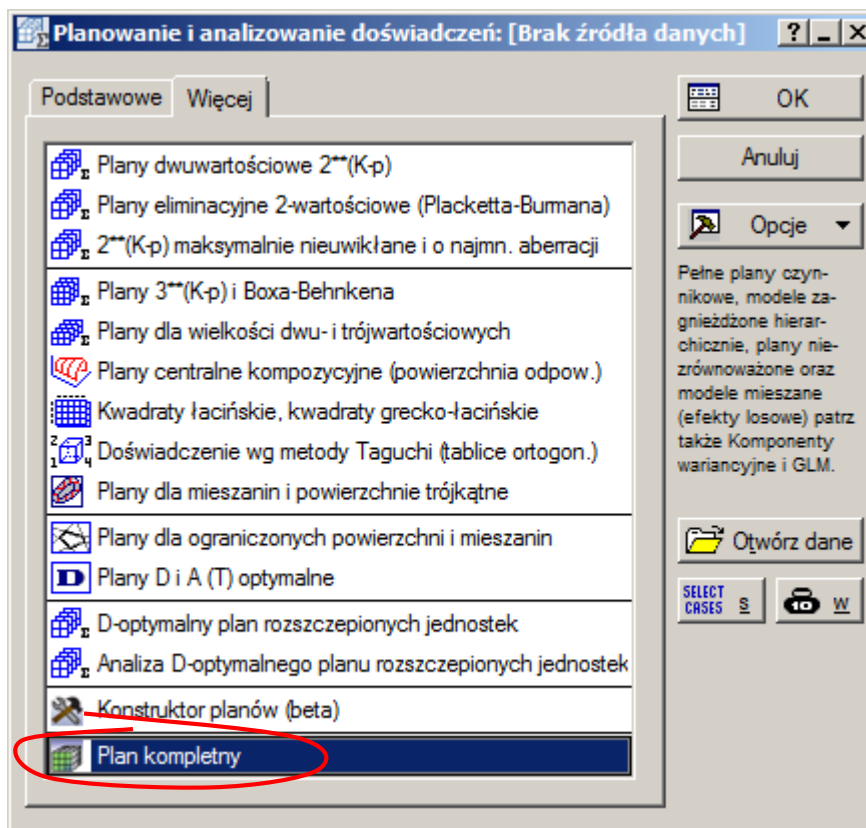 Planowanie i analizowanie doświadczeń: [Brak źródła danych]
Podstawowe
Więcej
Plany dwuwartościowe 2**(K-p)
Plany eliminacyjne 2-wartościowe (Placketta-Burmana)
2**(K-p) maksymalnie nieuwikłane i o najmn. aberracji
Plany 3**(K-p) i Boxa-Behnkena
Plany dla wielkości dwu- i trójwartościowych
Plany centralne kompozycyjne (powierzchnia odpow.)
Kwadraty łacińskie, kwadraty grecko-łacińskie
Doświadczenie wg metody Taguchi (tablice ortogon.)
Plany dla mieszanin i powierzchnie trójkątne
Plany dla ograniczonych powierzchni i mieszanin
D
Plany D i A (T) optymalne
D-optymalny plan rozszczepionych jednostek
Analiza D-optymalnego planu rozszczepionych jednostek
Konstruktor planów (beta)
Plan kompletny
OK
Anuluj
Opcje
Pełne plany czyn-
nikowe, modele za-
gnieżdżone hierar-
chicznie, plany nie-
zrównoważone oraz
modele mieszane
(efekty losowe) patrz
także Komponenty
wariancyjne i GLM.
Otwórz dane
SELECT
CASES
S
10
W